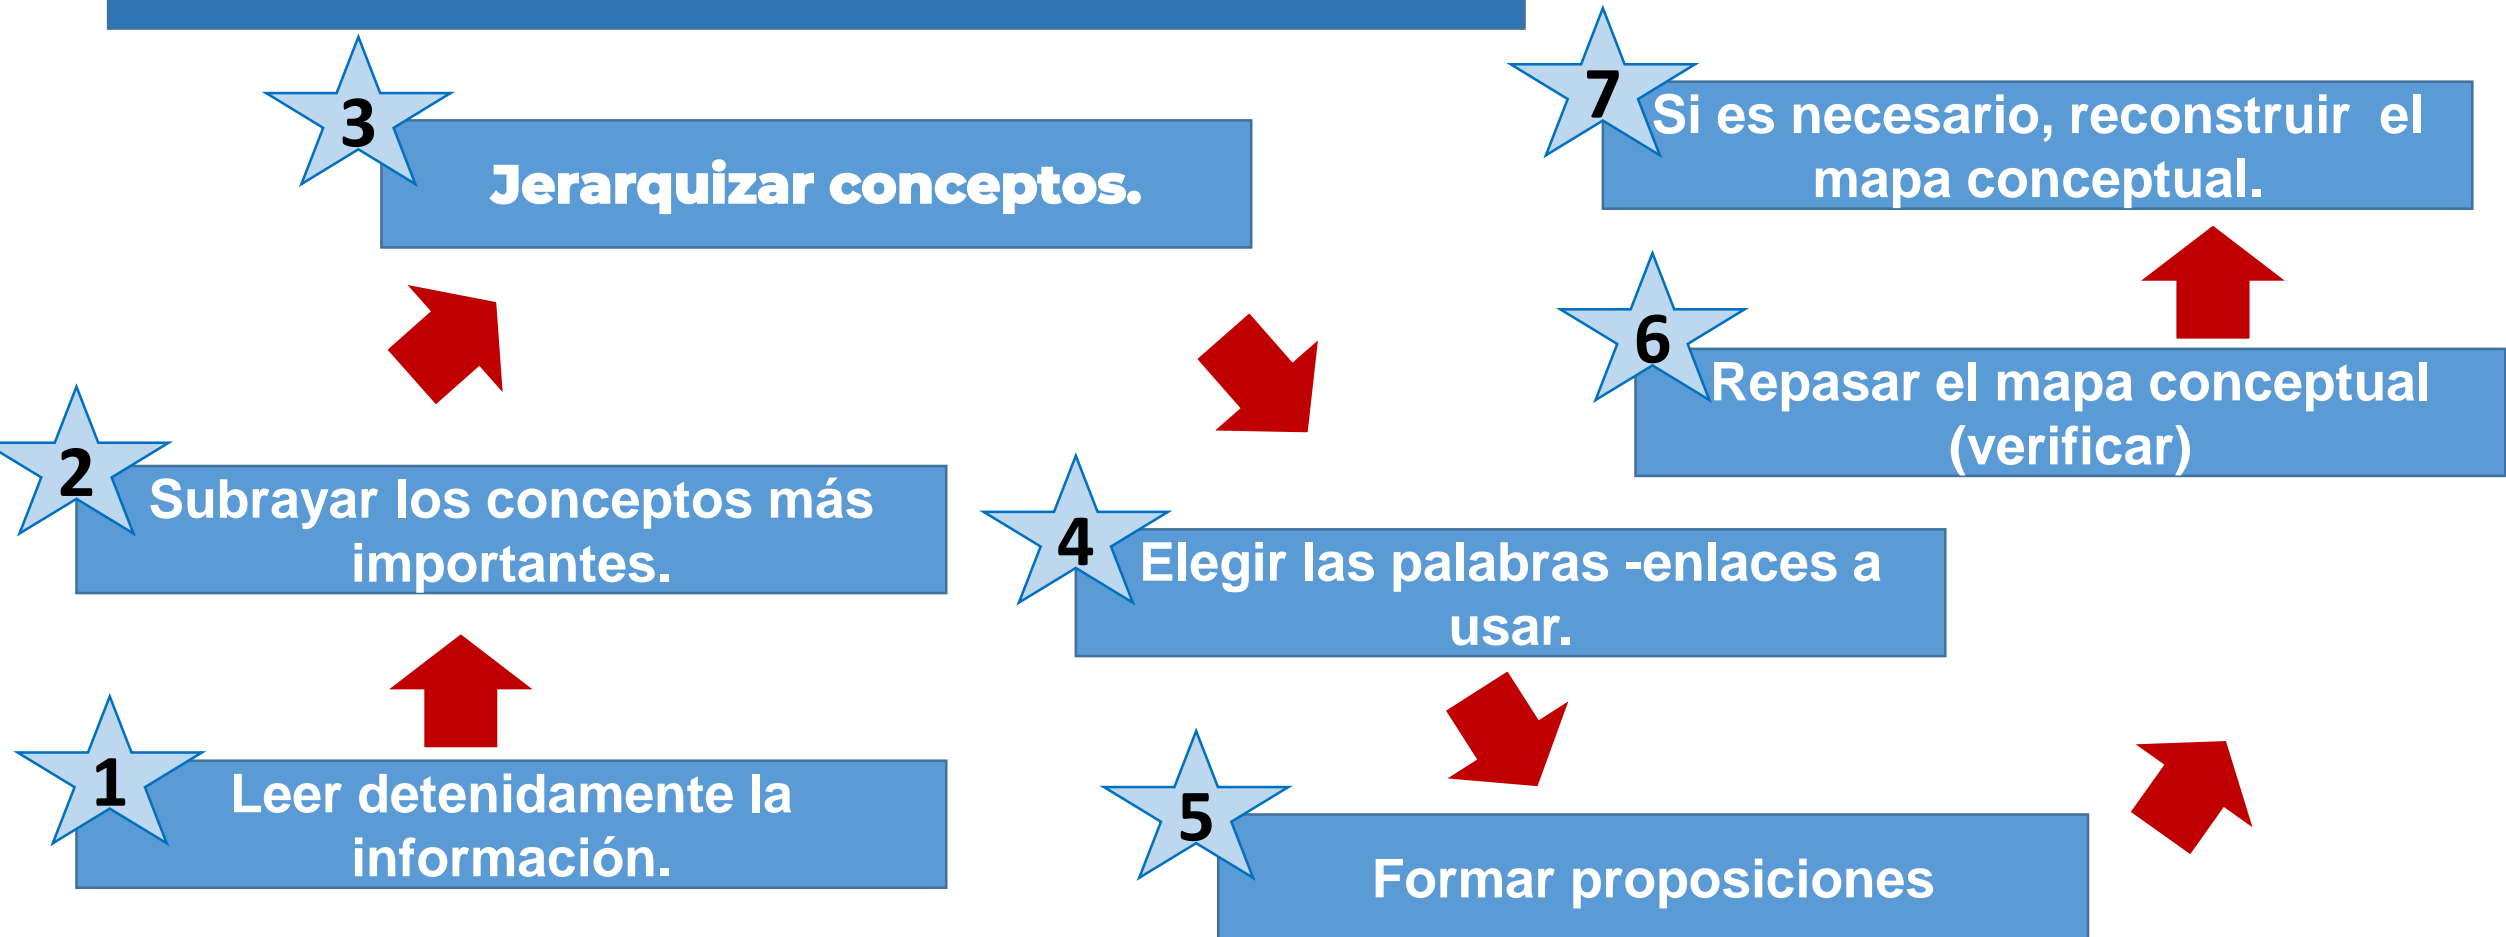 1
Leer detenidamente la
información.
2
Subrayar los conceptos más
importantes.
3
Jerarquizar conceptos.
4
Elegir las palabras -enlaces a
usar.
5
Formar proposiciones
6
Repasar el mapa conceptual
(verificar)
7
Si es necesario, reconstruir el
mapa conceptual.